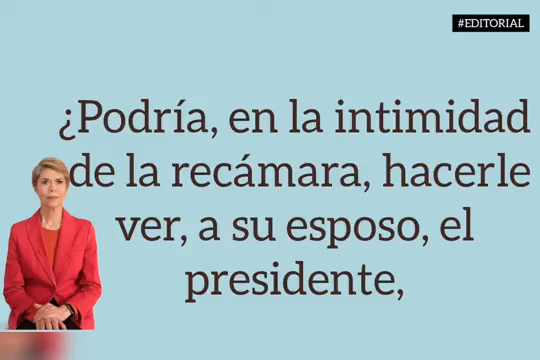 #EDITORIAL
¿Podría, en la intimidad
de la recámara, hacerle
ver, a su esposo, el
presidente,